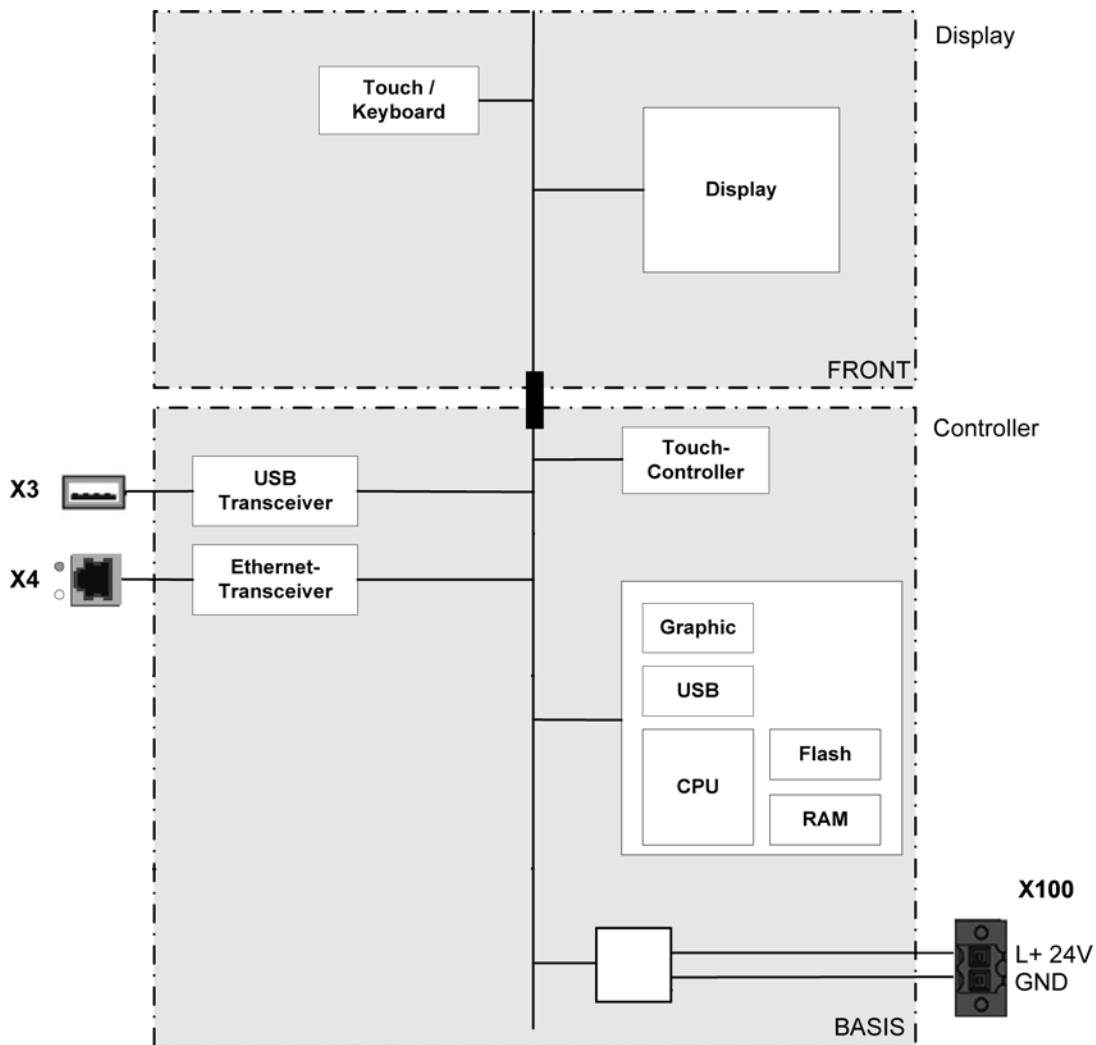 Display
Touch /
Keyboard
Display
FRONT
Controller
Touch-
Controller
X3
USB
Transceiver
X4
Ethernet-
Transceiver
Graphic
USB
CPU
Flash
RAM
X100
L+ 24V
GND
BASIS